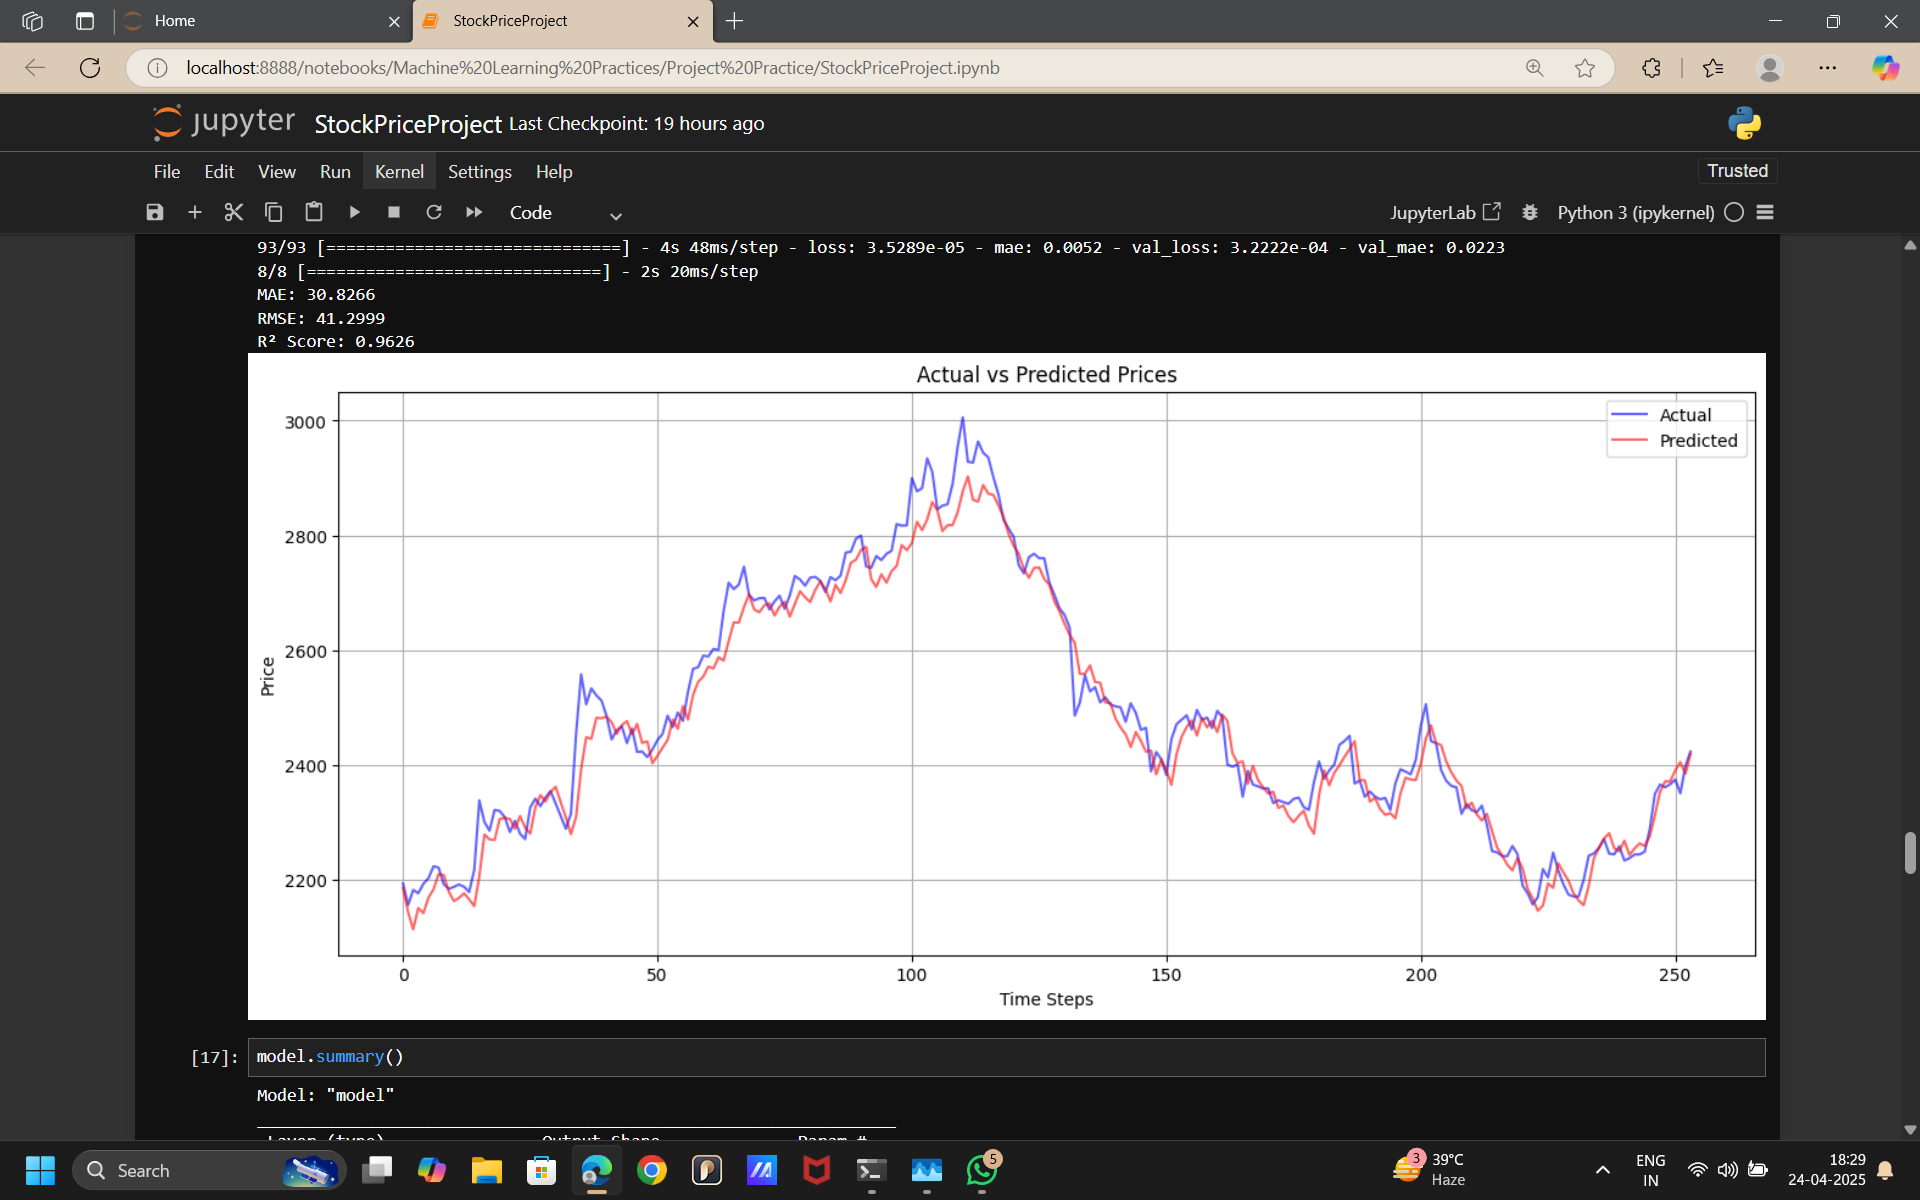 Home
StockPriceProject
localhost:8888/notebooks/Machine%20Learning%20Practices/Project%20Practice/StockPriceProject.ipynb
jupyter StockPriceProject Last Checkpoint: 19 hours ago
File Edit View Run Kernel Settings Help
Trusted
Code
JupyterLab
Python 3 (ipykernel)
93/93 [==============================] - 4s 48ms/step - loss: 3.5289e-05 - mae: 0.0052 - val_loss: 3.2222e-04 - val_mae: 0.0223
8/8 [==============================] - 2s 20ms/step
MAE: 30.8266
RMSE: 41.2999
R² Score: 0.9626
Actual vs Predicted Prices
Actual
Predicted
3000
2800
2600
2400
2200
Price
0 50 100 150 200 250
Time Steps
[17]: model.summary()
Model: "model"
Layer (type) Output Shape Param #
Search
5
3
39°C
Haze
ENG
IN
18:29
24-04-2025